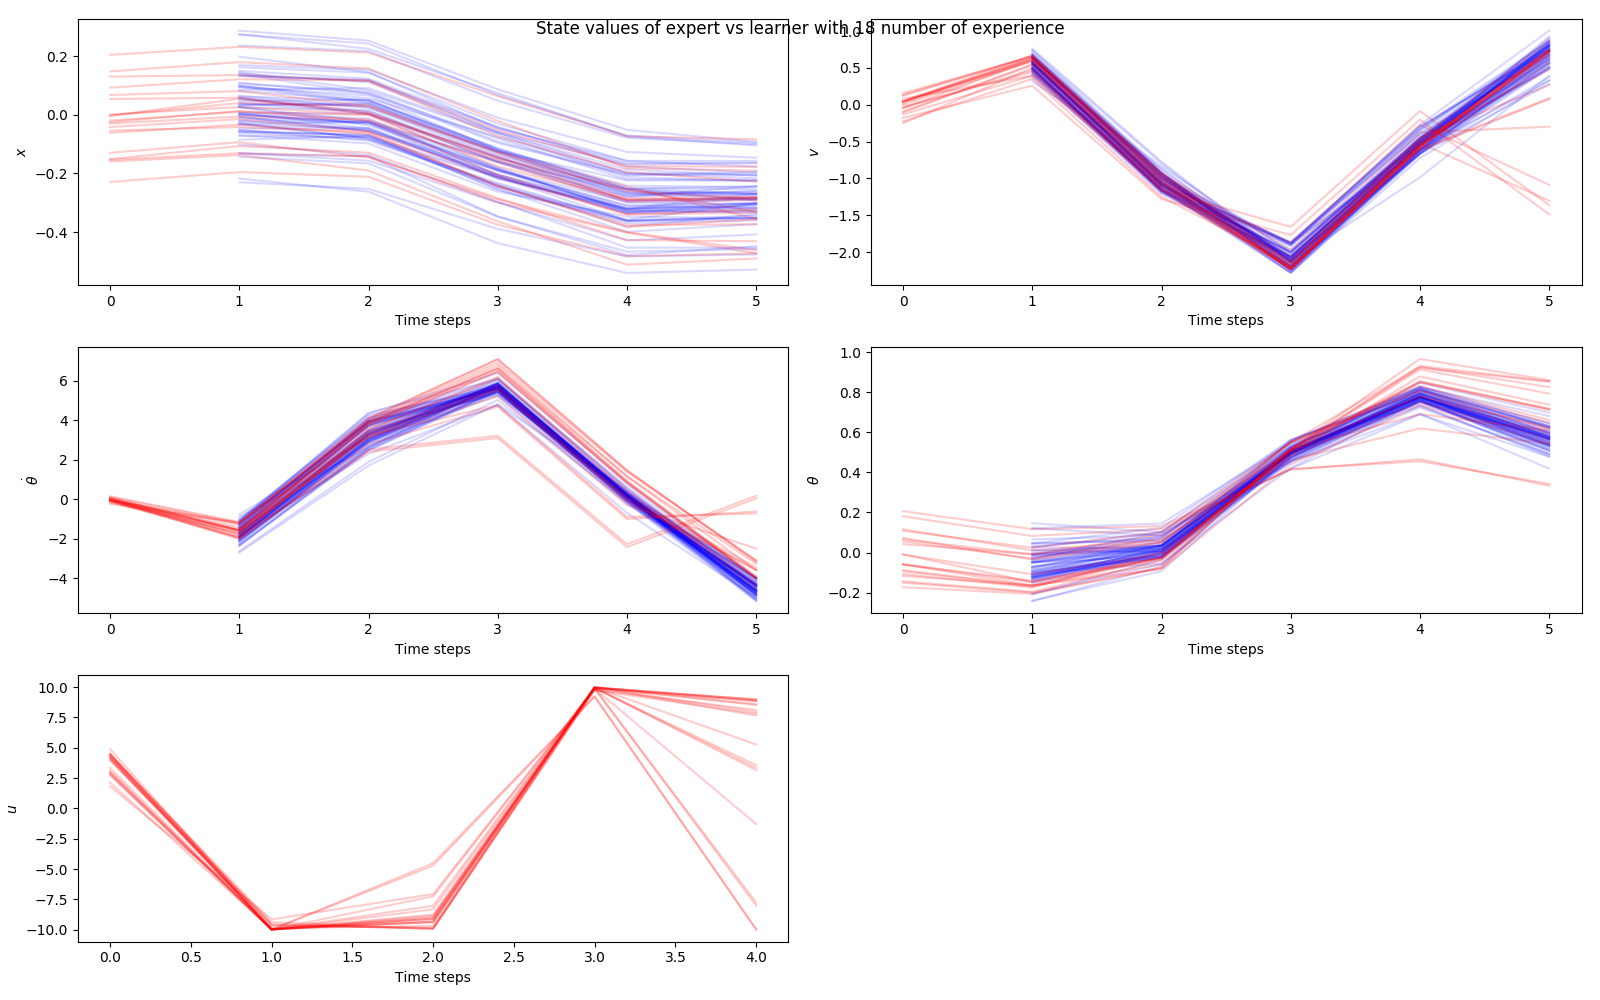 State values of expert vs learner with 18 number of experience
0.2
0.0
−0.2
−0.4
x
0 1 2 3 4 5
Time steps
1.0
0.5
0.0
−0.5
−1.0
−1.5
−2.0
v
0 1 2 3 4 5
Time steps
6
4
2
0
−2
−4
θ̇
0 1 2 3 4 5
Time steps
1.0
0.8
0.6
0.4
0.2
0.0
−0.2
θ
0 1 2 3 4 5
Time steps
10.0
7.5
5.0
2.5
0.0
−2.5
−5.0
−7.5
−10.0
u
0.0 0.5 1.0 1.5 2.0 2.5 3.0 3.5 4.0
Time steps